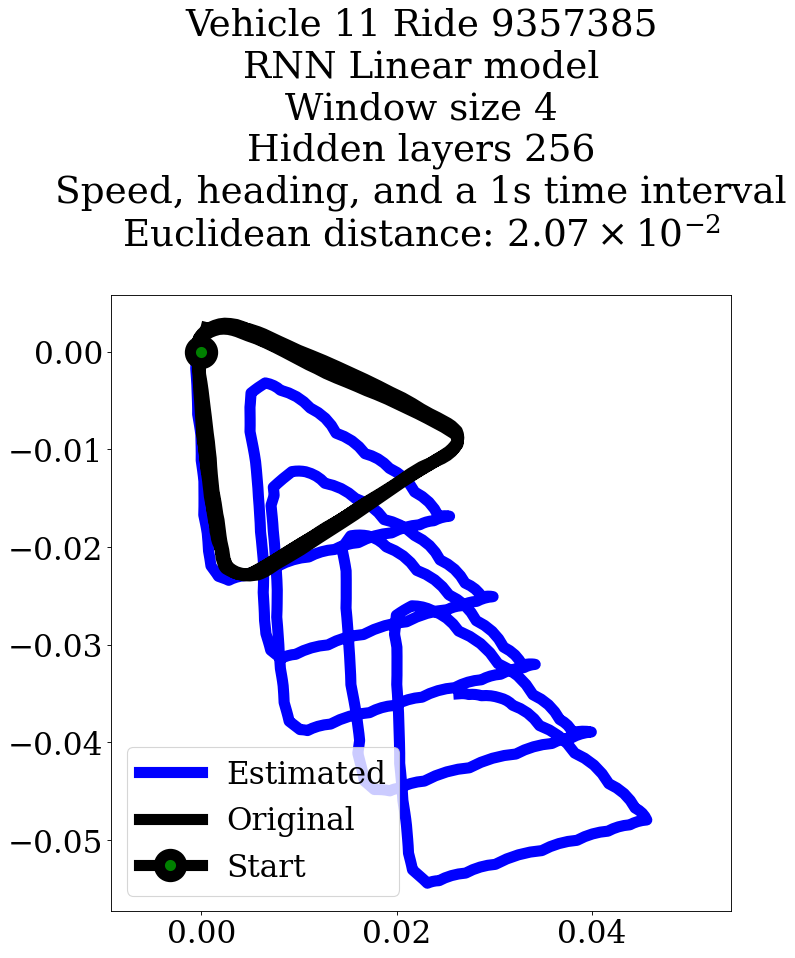 Vehicle 11 Ride 9357385
RNN Linear model
Window size 4
Hidden layers 256
Speed, heading, and a 1s time interval
Euclidean distance: 2.07 × 10⁻²
0.00
−0.01
−0.02
−0.03
−0.04
−0.05
Estimated
Original
Start
0.00 0.02 0.04